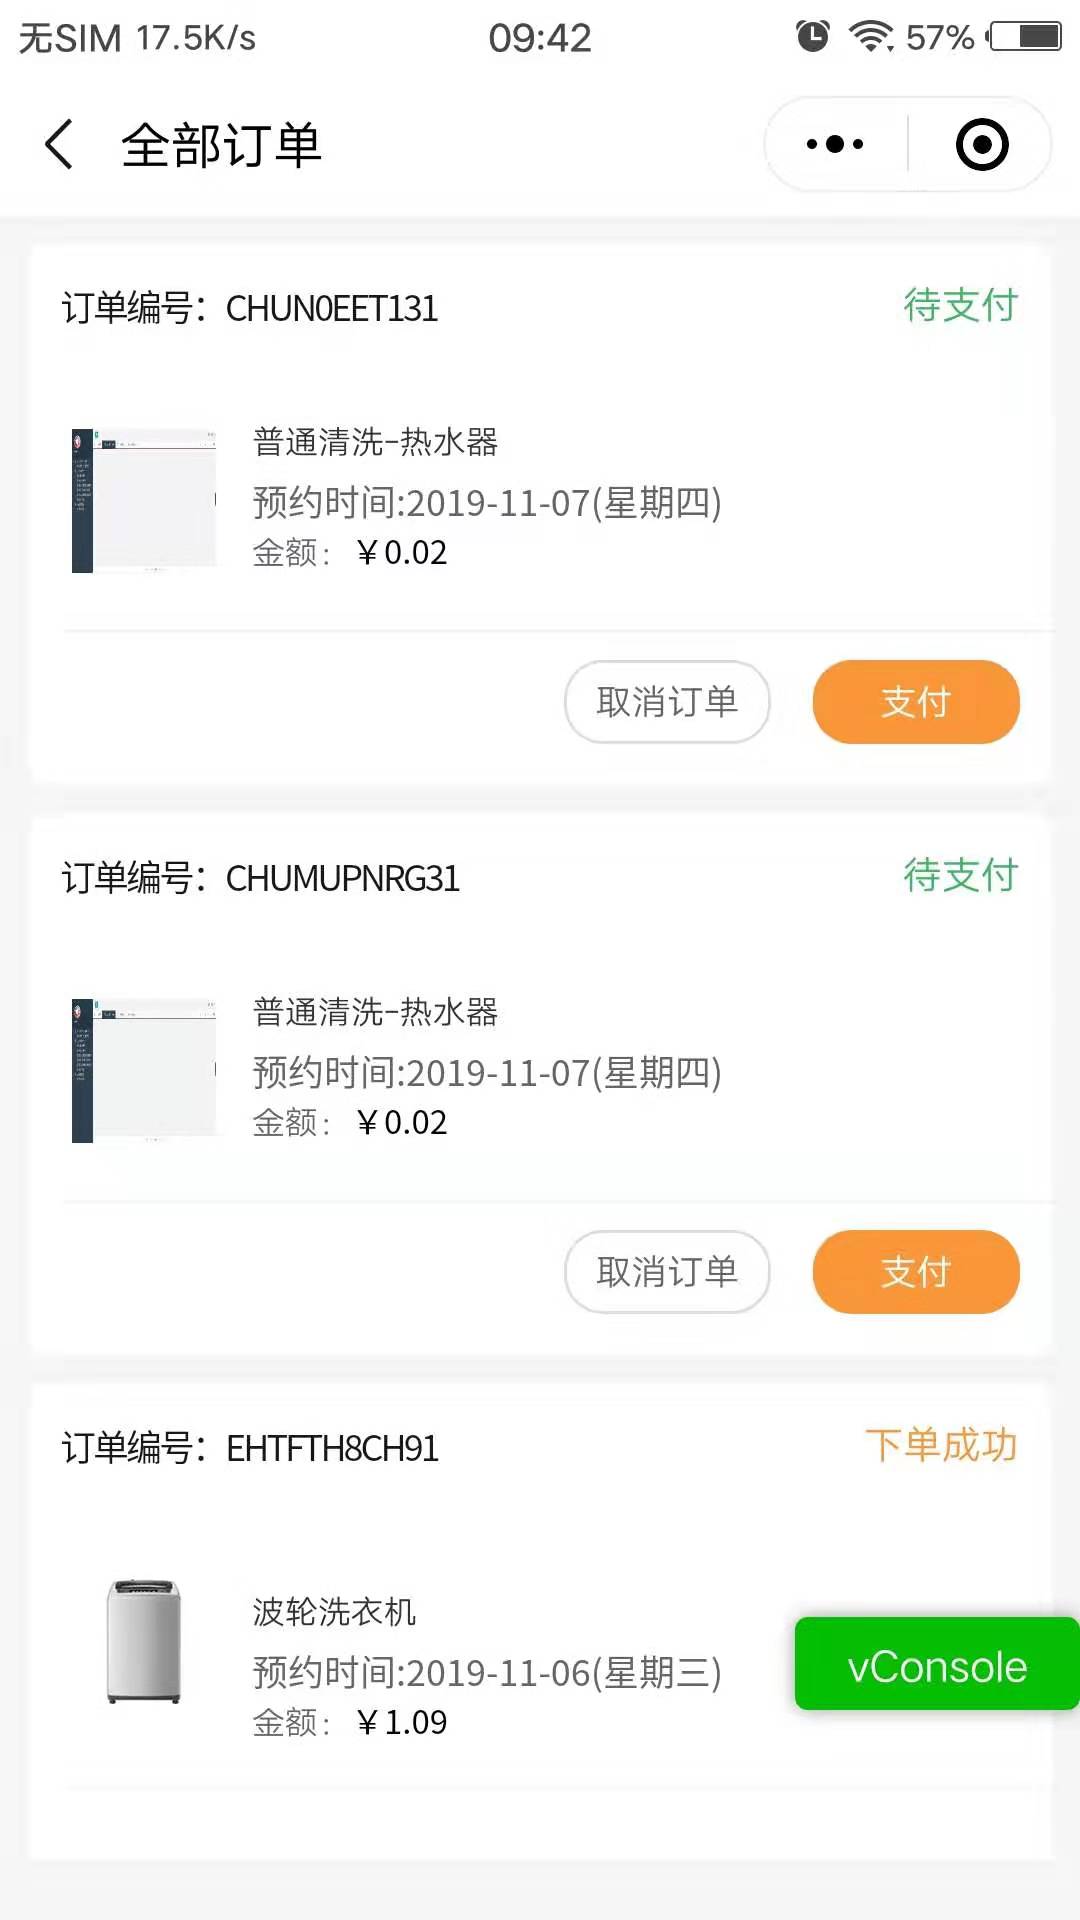 无SIM 17.5K/s 09:42 57%
全部订单
订单编号：CHUN0EET131 待支付
普通清洗-热水器
预约时间:2019-11-07(星期四)
金额：￥0.02
取消订单 支付
订单编号：CHUMUPNRG31 待支付
普通清洗-热水器
预约时间:2019-11-07(星期四)
金额：￥0.02
取消订单 支付
订单编号：EHTFTH8CH91 下单成功
波轮洗衣机
预约时间:2019-11-06(星期三)
vConsole
金额：￥1.09